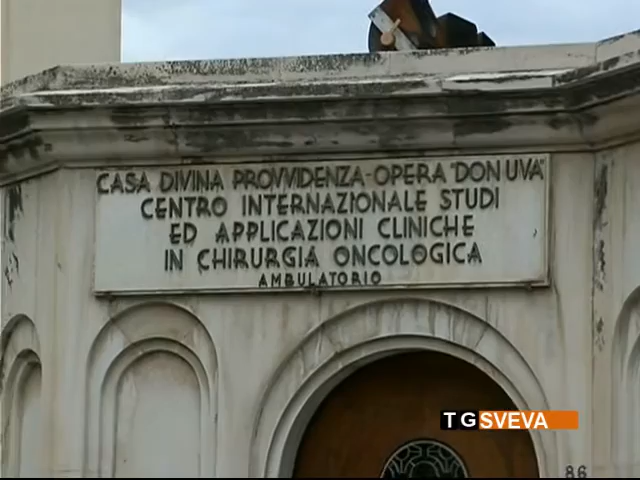 CASA DIVINA PROVVIDENZA-OPERA "DON UVA"
CENTRO INTERNAZIONALE STUDI
ED APPLICAZIONI CLINICHE
IN CHIRURGIA ONCOLOGICA
AMBULATORIO
TG SVEVA
86